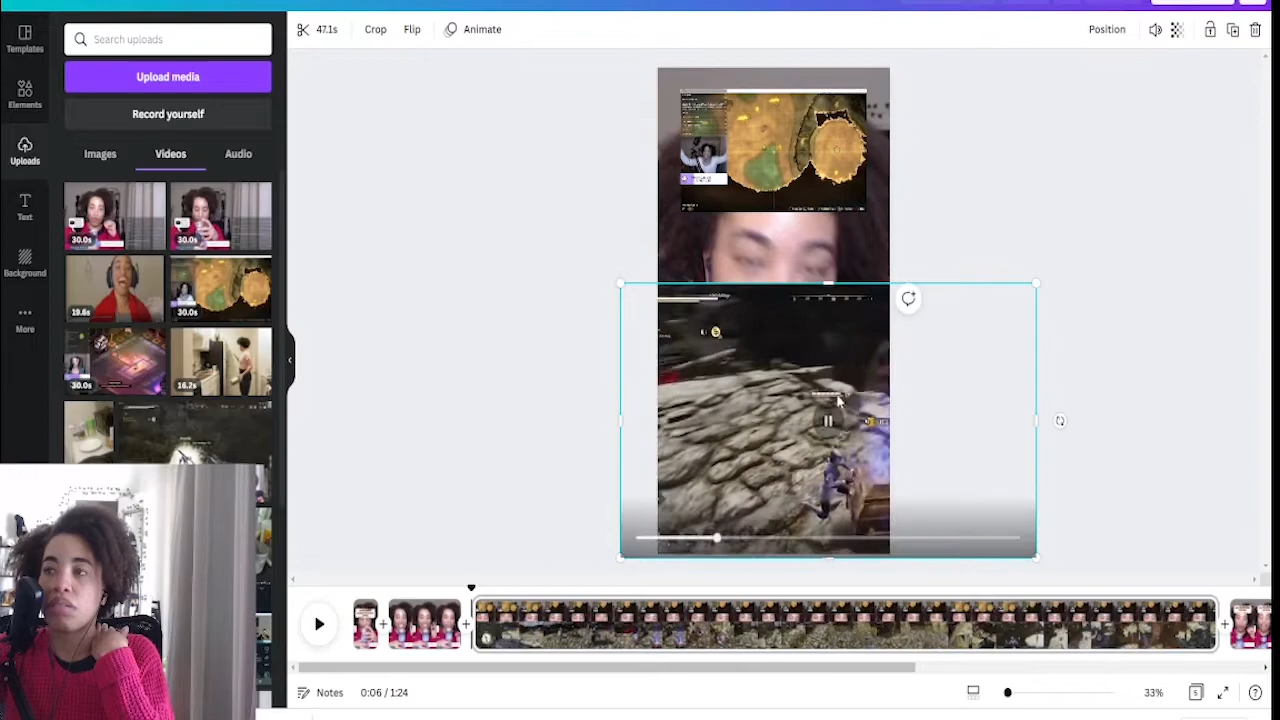 Templates
Elements
Uploads
Text
Background
More
Search uploads
Upload media
Record yourself
Images
Videos
Audio
30.0s
30.0s
19.6s
30.0s
30.0s
16.2s
47.1s
Crop
Flip
Animate
Position
Notes
0:06 / 1:24
33%
5
?